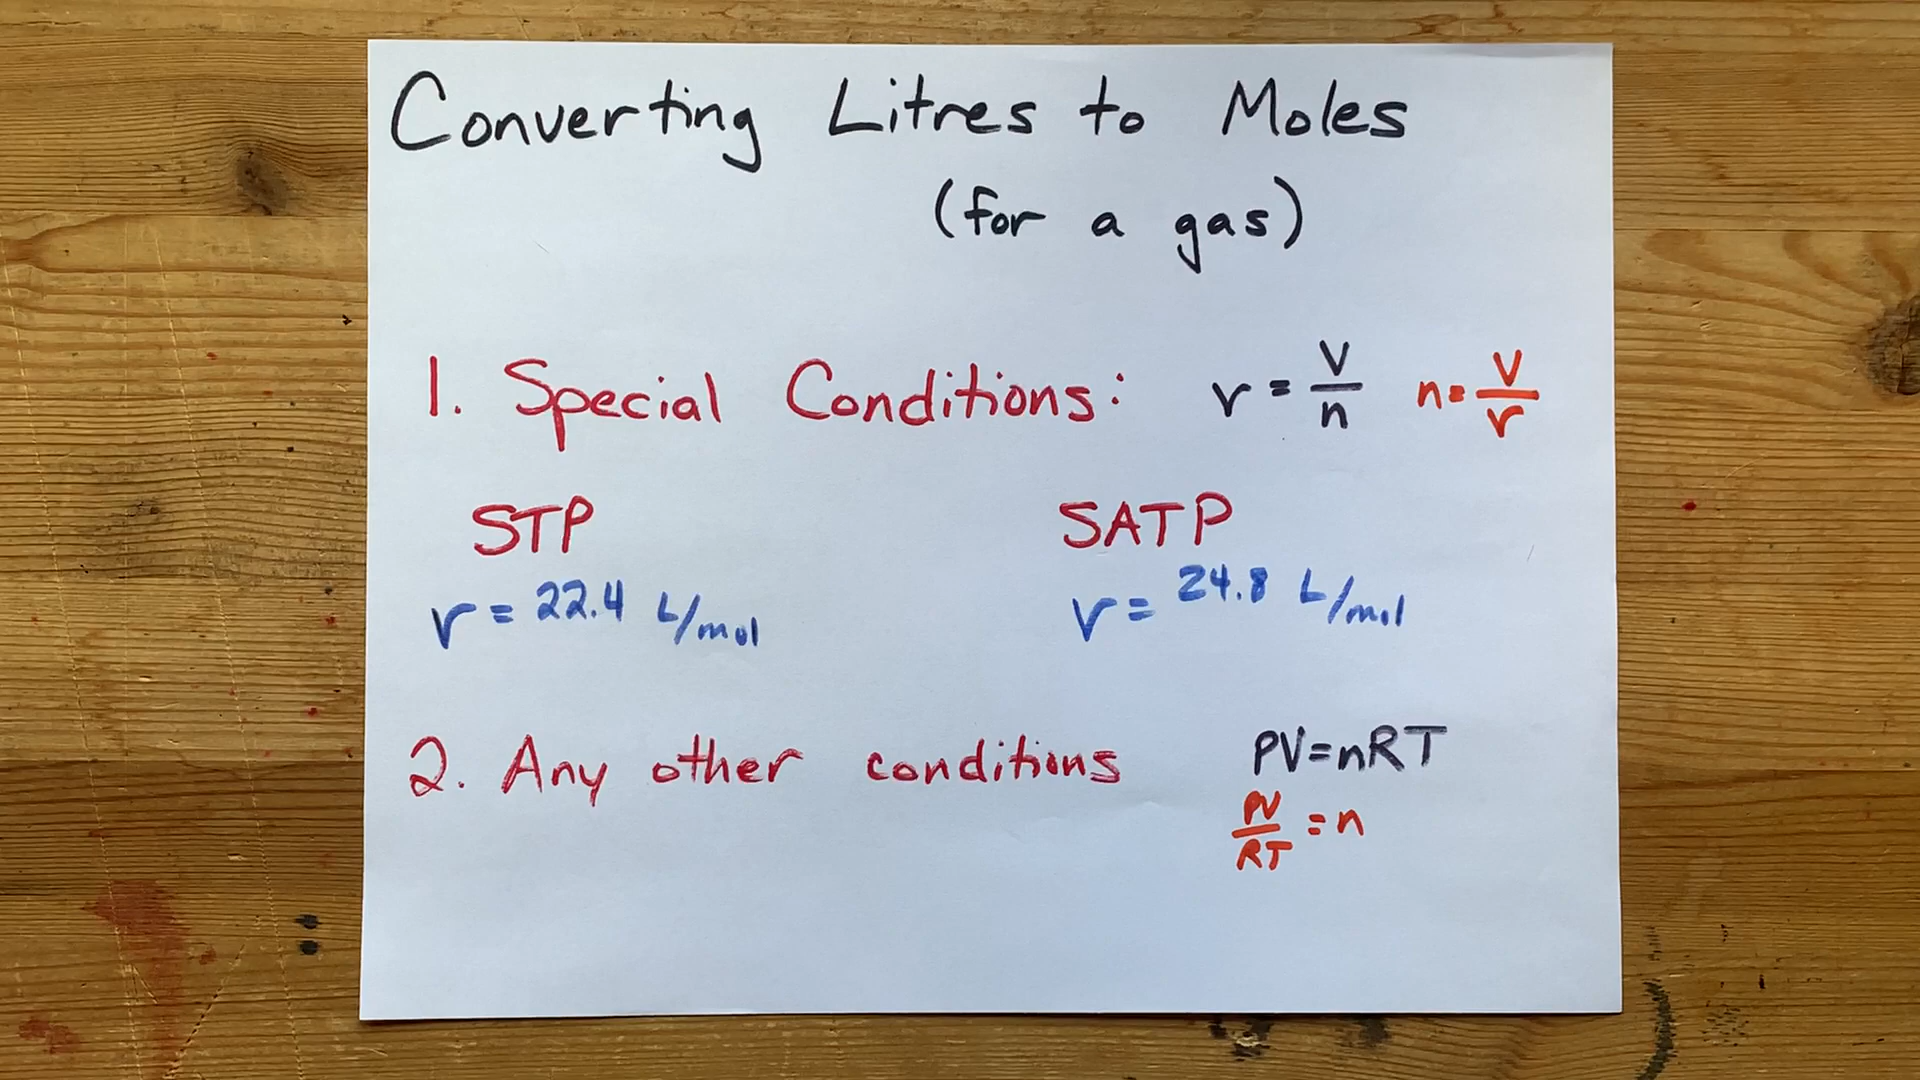 Converting Litres to Moles
(for a gas)
1. Special Conditions: v = V/n n = V/v
STP SATP
v = 22.4 L/mol v = 24.8 L/mol
2. Any other conditions PV=nRT
PV/RT = n